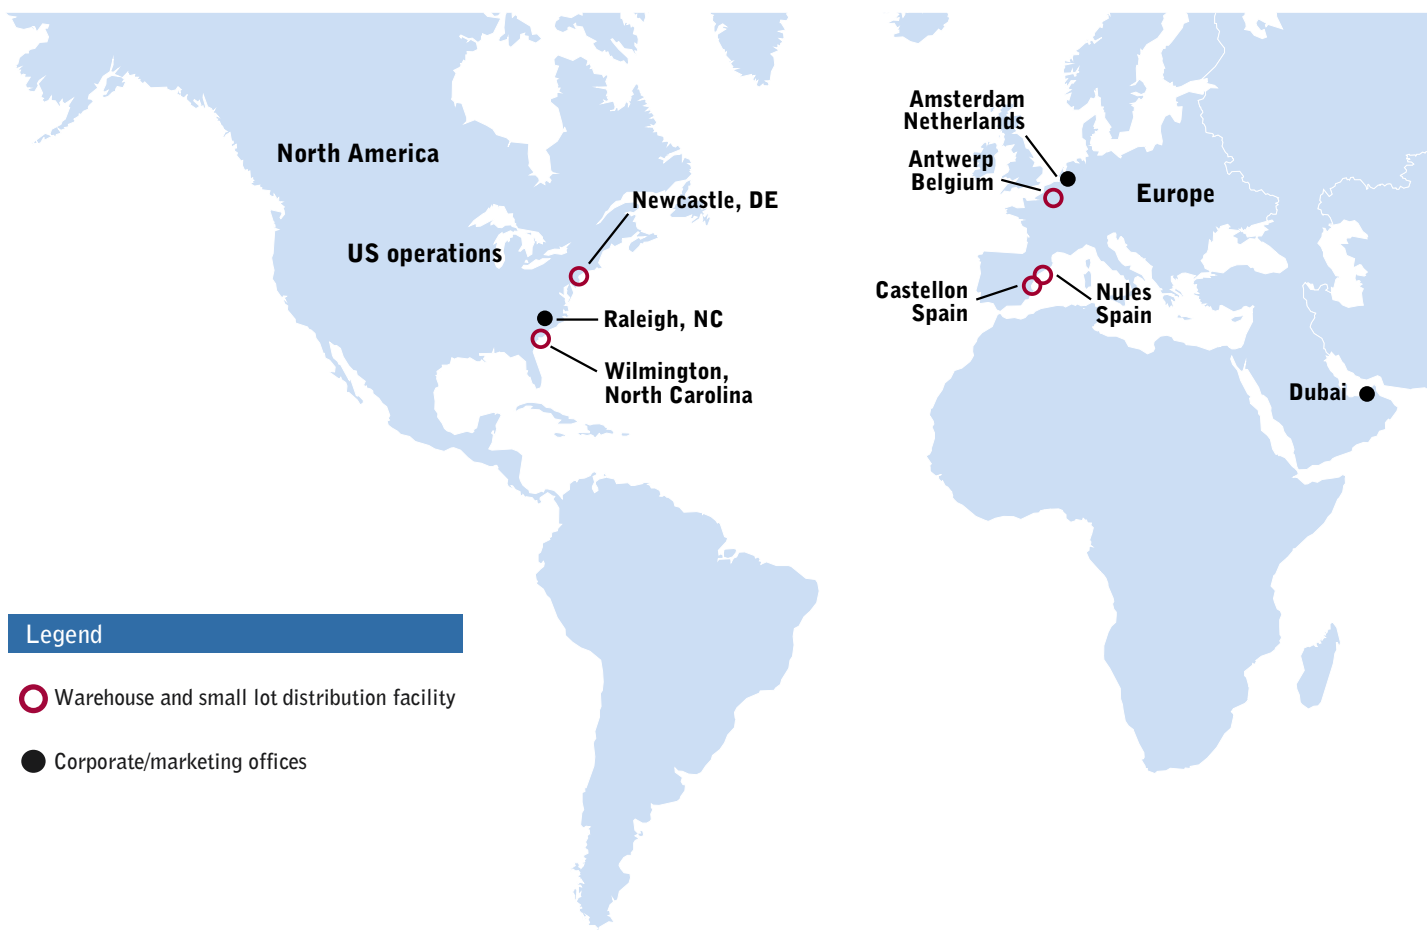 North America
US operations
Newcastle, DE
Raleigh, NC
Wilmington,
North Carolina
Amsterdam
Netherlands
Antwerp
Belgium
Europe
Castellon
Spain
Nules
Spain
Dubai
Legend
Warehouse and small lot distribution facility
Corporate/marketing offices